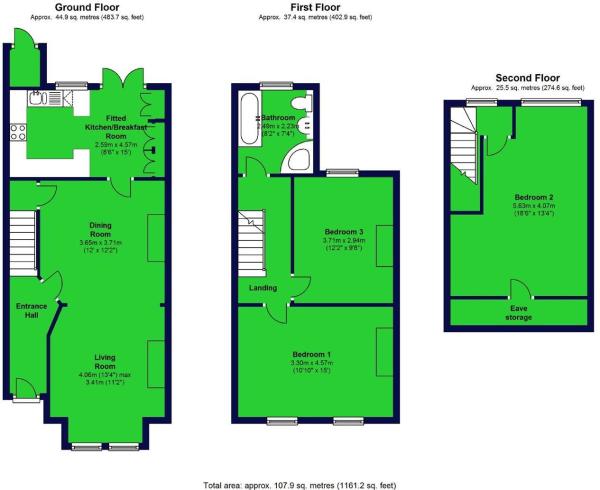 Ground Floor
Approx. 44.9 sq. metres (483.7 sq. feet)
Fitted
Kitchen/Breakfast
Room
2.59m x 4.57m
(8'6" x 15')
Dining
Room
3.65m x 3.71m
(12' x 12'2")
Entrance
Hall
Living
Room
4.06m (13'4") max
3.41m (11'2")
First Floor
Approx. 37.4 sq. metres (402.9 sq. feet)
Bathroom
2.49m x 2.23m
(8'2" x 7'4")
Bedroom 3
3.71m x 2.94m
(12'2" x 9'8")
Landing
Bedroom 1
3.30m x 4.57m
(10'10" x 15')
Second Floor
Approx. 25.5 sq. metres (274.6 sq. feet)
Bedroom 2
5.63m x 4.07m
(18'6" x 13'4")
Eave
storage
Total area: approx. 107.9 sq. metres (1161.2 sq. feet)